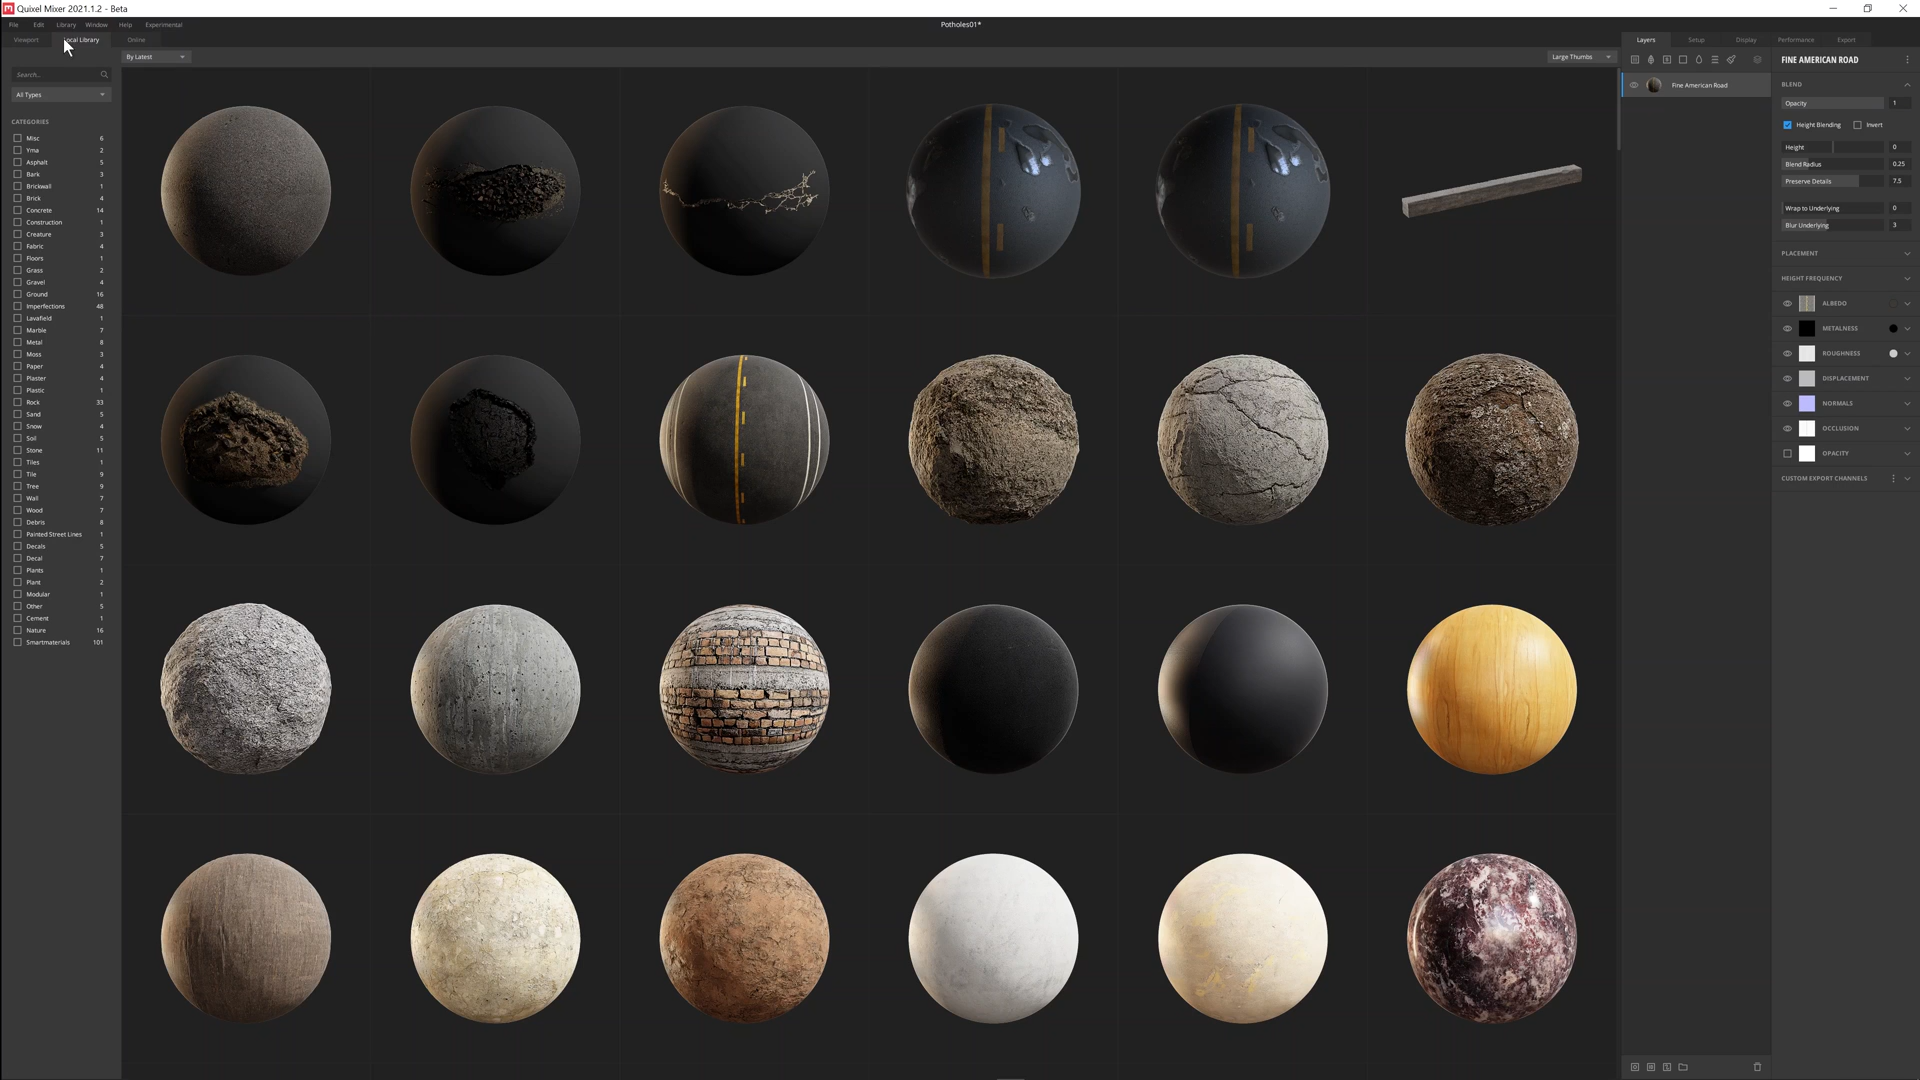 Quixel Mixer 2021.1.2 - Beta
File Edit Library Window Help Experimental
Potholes01*
Viewport Local Library Online
Layers Setup Display Performance Export
By Latest
Large Thumbs
FINE AMERICAN ROAD
Search...
All Types
Fine American Road
BLEND
Opacity 1
Height Blending Invert
Height 0
Blend Radius 0.25
Preserve Details 7.5
Wrap to Underlying 0
Blur Underlying 3
PLACEMENT
HEIGHT FREQUENCY
ALBEDO
METALNESS
ROUGHNESS
DISPLACEMENT
NORMALS
OCCLUSION
OPACITY
CUSTOM EXPORT CHANNELS
CATEGORIES
Misc 6
Yma 2
Asphalt 5
Bark 3
Brickwall 1
Brick 4
Concrete 14
Construction 1
Creature 3
Fabric 4
Floors 1
Grass 2
Gravel 4
Ground 16
Imperfections 48
Lavafield 1
Marble 7
Metal 8
Moss 3
Paper 4
Plaster 4
Plastic 1
Rock 33
Sand 5
Snow 4
Soil 5
Stone 11
Tiles 1
Tile 9
Tree 9
Wall 7
Wood 7
Debris 8
Painted Street Lines 1
Decals 5
Decal 7
Plants 1
Plant 2
Modular 1
Other 5
Cement 1
Nature 16
Smartmaterials 101